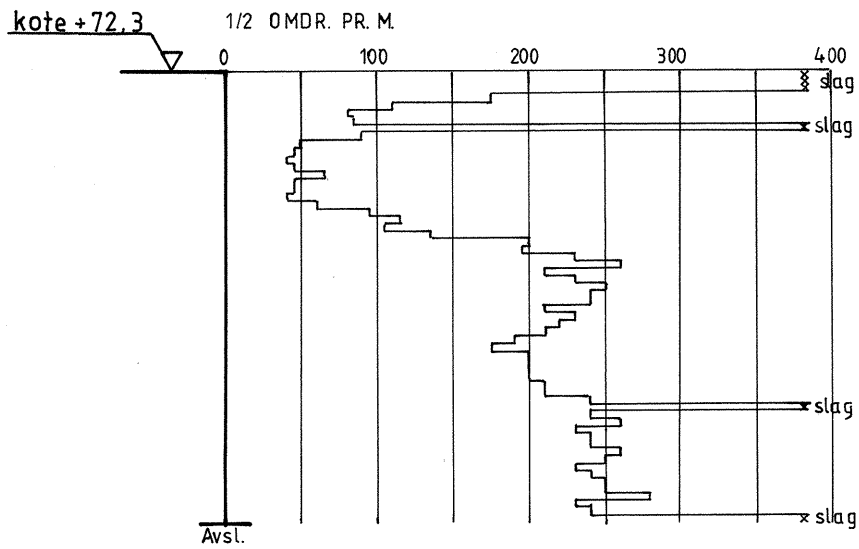 kote +72,3
1/2 OMDR. PR. M.
0 100 200 300 400
slag
slag
slag
slag
Avsl.